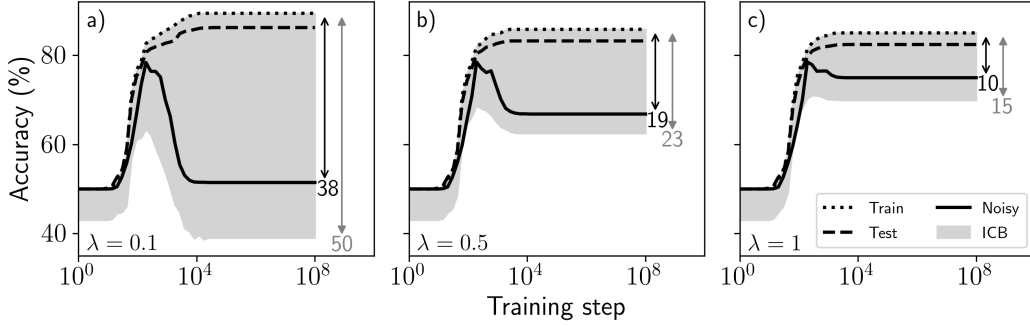 a)
b)
c)
Accuracy (%)
80
60
40
38
50
19
23
10
15
λ = 0.1
λ = 0.5
λ = 1
Train
Test
Noisy
ICB
10^0
10^4
10^8
10^0
10^4
10^8
10^0
10^4
10^8
Training step